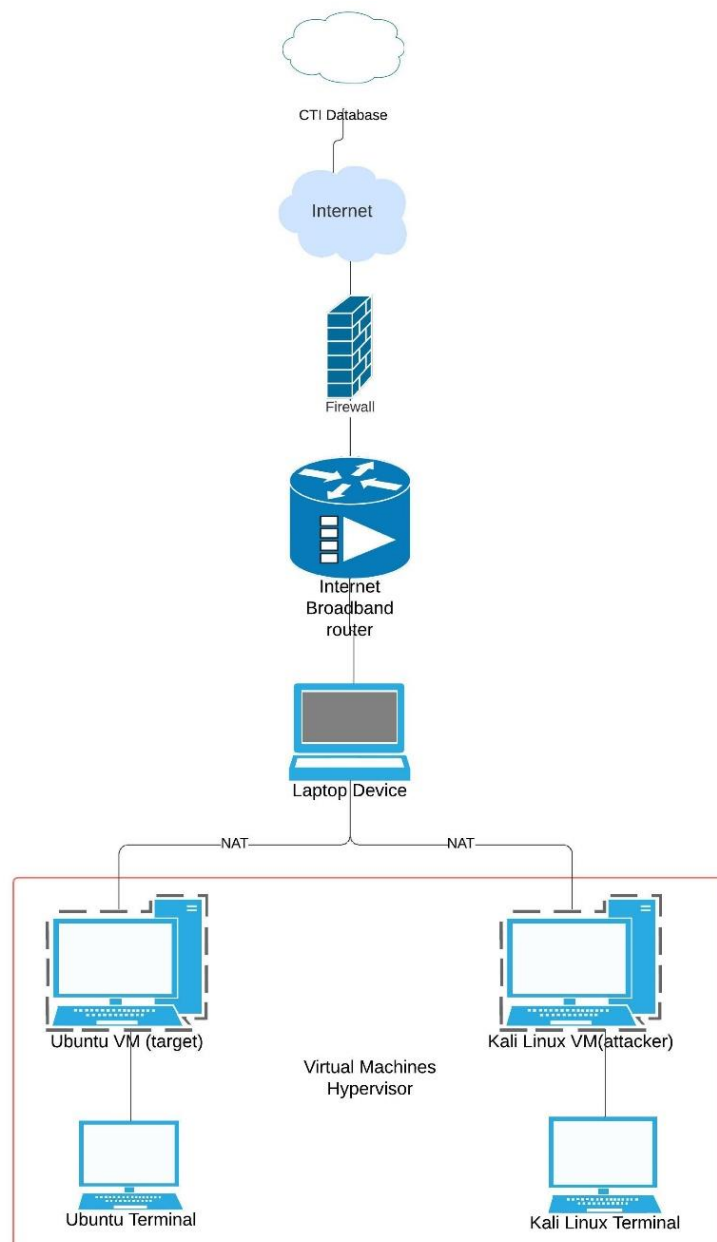 CTI Database
Internet
Firewall
Internet
Broadband
router
Laptop Device
NAT
NAT
Ubuntu VM (target)
Kali Linux VM(attacker)
Virtual Machines
Hypervisor
Ubuntu Terminal
Kali Linux Terminal